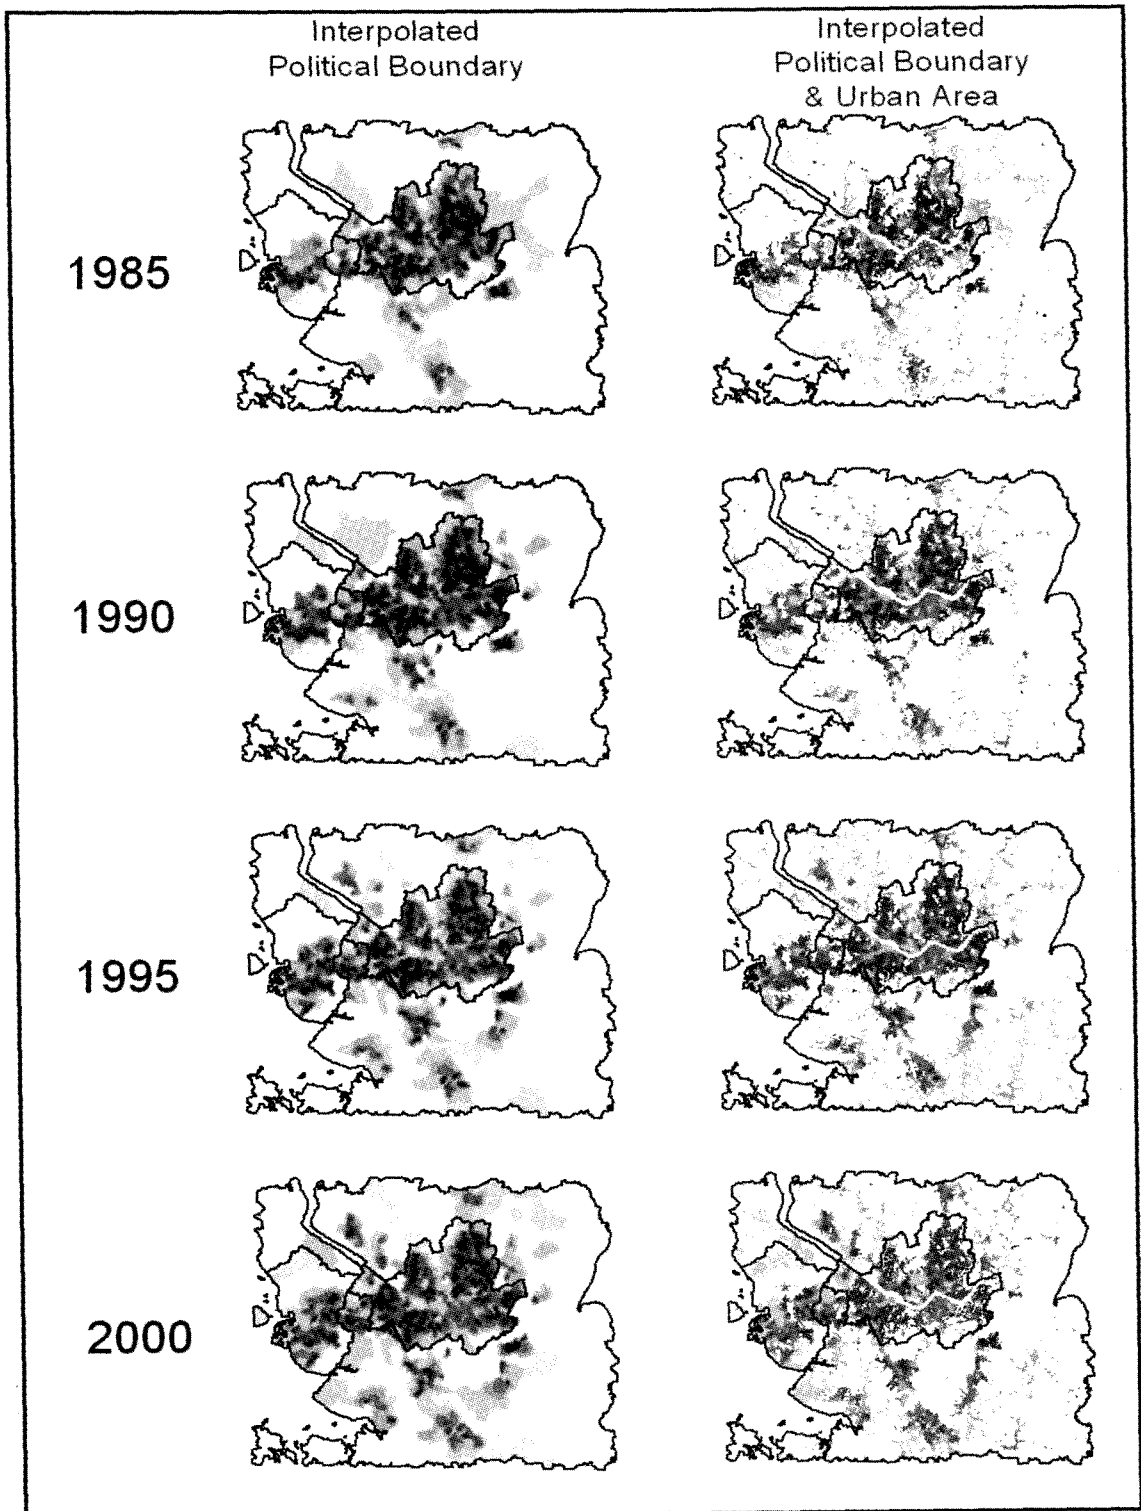 Interpolated
Political Boundary
Interpolated
Political Boundary
& Urban Area
1985
1990
1995
2000